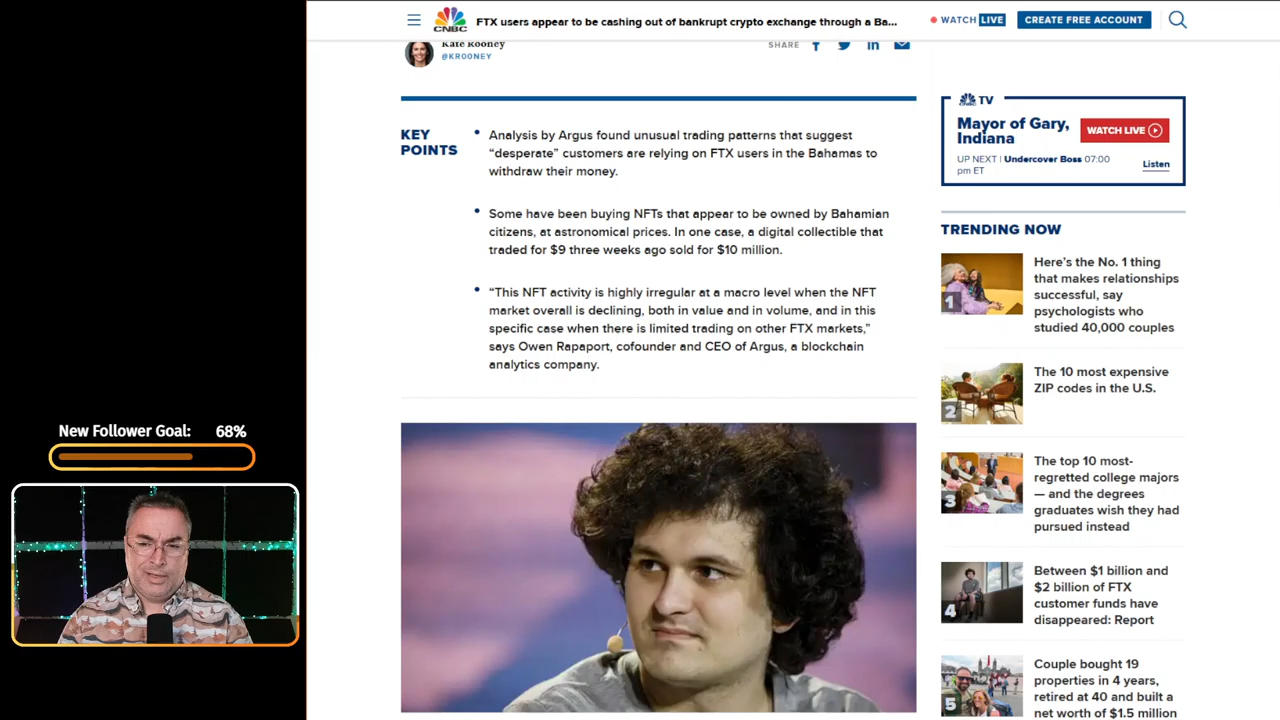 CNBC
FTX users appear to be cashing out of bankrupt crypto exchange through a Ba...
WATCH LIVE
CREATE FREE ACCOUNT
Kate Rooney
@KROONEY
SHARE
KEY
POINTS
Analysis by Argus found unusual trading patterns that suggest
“desperate” customers are relying on FTX users in the Bahamas to
withdraw their money.
Some have been buying NFTs that appear to be owned by Bahamian
citizens, at astronomical prices. In one case, a digital collectible that
traded for $9 three weeks ago sold for $10 million.
“This NFT activity is highly irregular at a macro level when the NFT
market overall is declining, both in value and in volume, and in this
specific case when there is limited trading on other FTX markets,”
says Owen Rapaport, cofounder and CEO of Argus, a blockchain
analytics company.
CNBC TV
Mayor of Gary,
Indiana
WATCH LIVE
UP NEXT | Undercover Boss 07:00
pm ET
Listen
TRENDING NOW
1
Here’s the No. 1 thing
that makes relationships
successful, say
psychologists who
studied 40,000 couples
2
The 10 most expensive
ZIP codes in the U.S.
3
The top 10 most-
regretted college majors
— and the degrees
graduates wish they had
pursued instead
4
Between $1 billion and
$2 billion of FTX
customer funds have
disappeared: Report
5
Couple bought 19
properties in 4 years,
retired at 40 and built a
net worth of $1.5 million
New Follower Goal: 68%